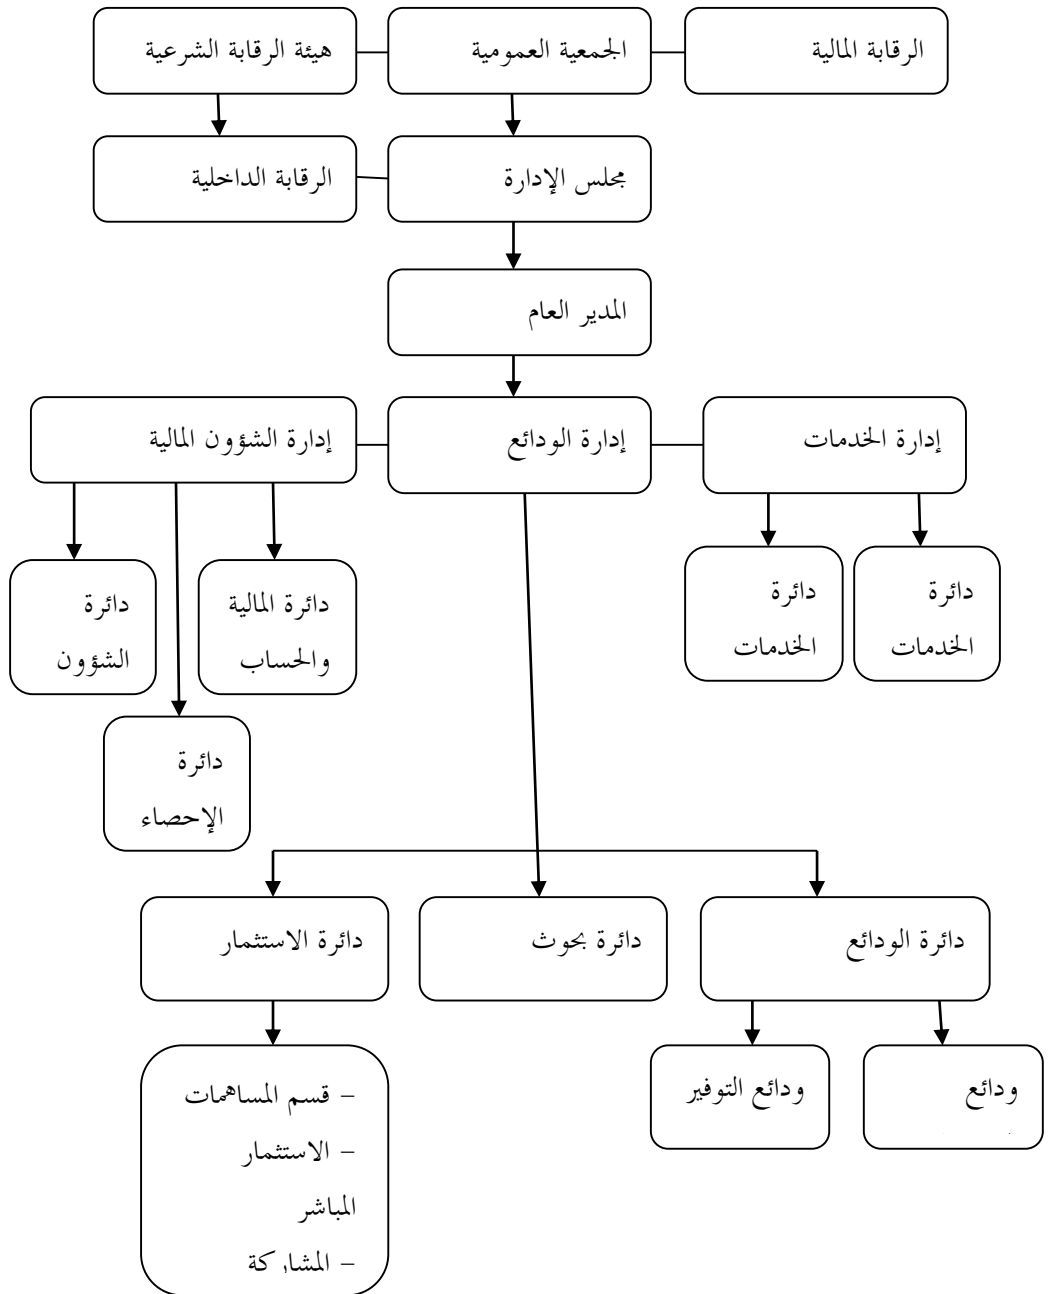 الرقابة المالية
الجمعية العمومية
هيئة الرقابة الشرعية
مجلس الإدارة
الرقابة الداخلية
المدير العام
إدارة الخدمات
إدارة الودائع
إدارة الشؤون المالية
دائرة
الخدمات
دائرة
الخدمات
دائرة المالية
والحساب
دائرة
الشؤون
دائرة
الإحصاء
دائرة الودائع
دائرة بحوث
دائرة الاستثمار
ودائع
ودائع التوفير
– قسم المساهمات
– الاستثمار
المباشر
– المشاركة